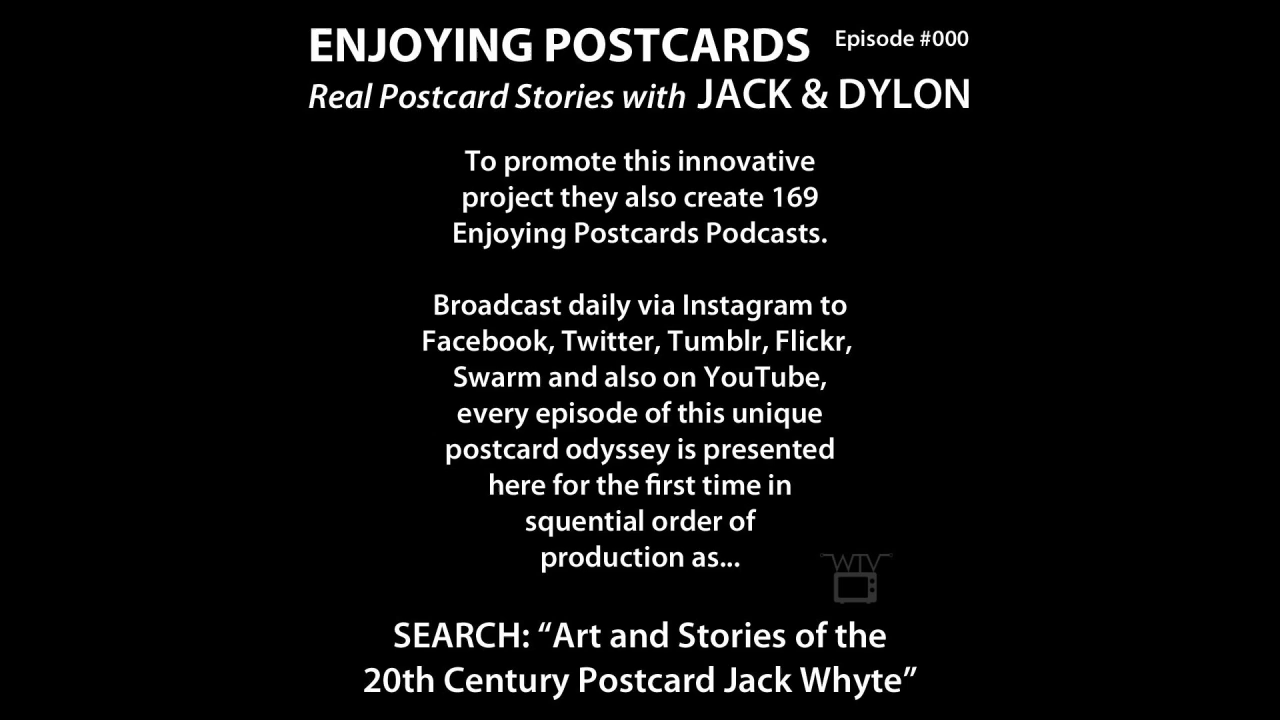 ENJOYING POSTCARDS Episode #000
Real Postcard Stories with JACK & DYLON
To promote this innovative
project they also create 169
Enjoying Postcards Podcasts.
Broadcast daily via Instagram to
Facebook, Twitter, Tumblr, Flickr,
Swarm and also on YouTube,
every episode of this unique
postcard odyssey is presented
here for the first time in
squential order of
production as...
WTV
SEARCH: “Art and Stories of the
20th Century Postcard Jack Whyte”